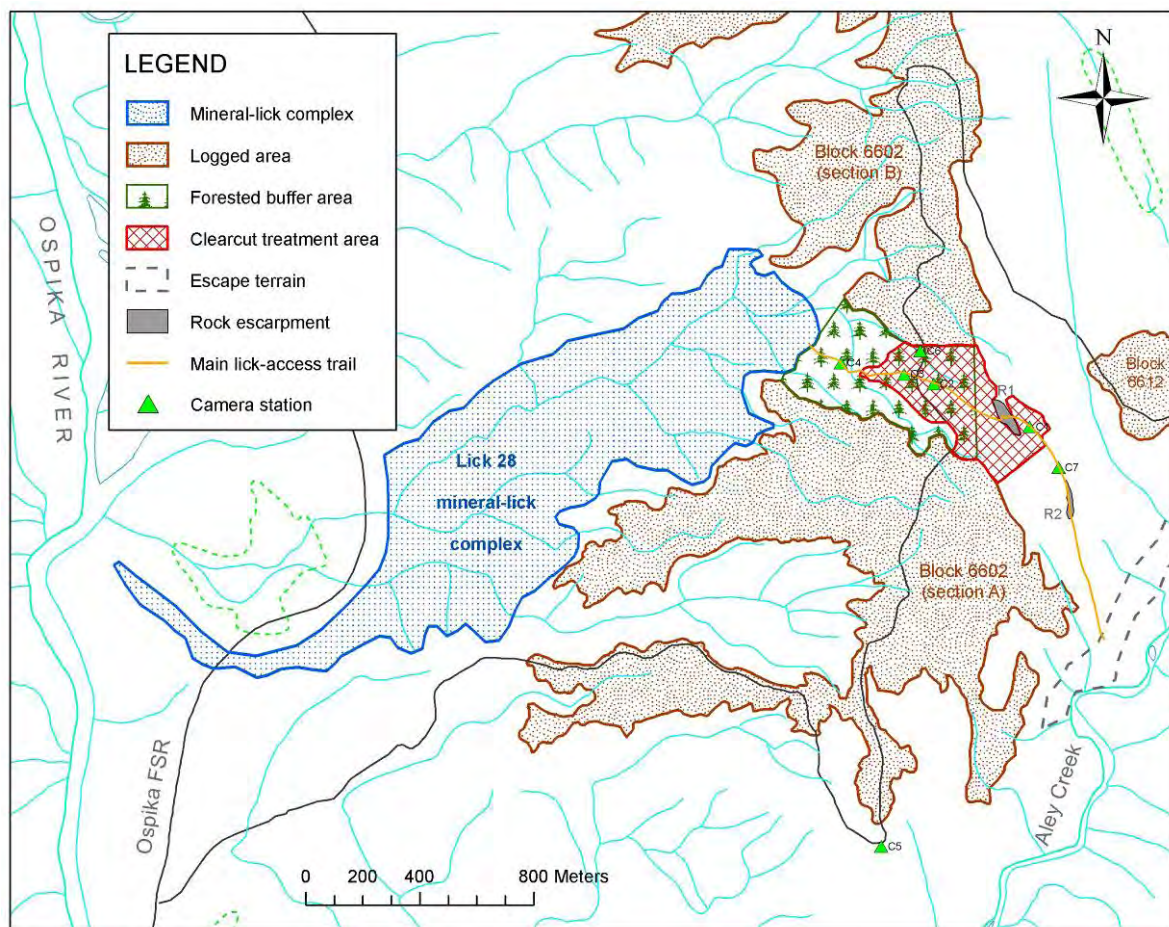 LEGEND
Mineral-lick complex
Logged area
Forested buffer area
Clearcut treatment area
Escape terrain
Rock escarpment
Main lick-access trail
Camera station
N
OSPIKA RIVER
Block 6602
(section B)
Block
6612
C6
C4
C3
C2
R1
C7
R2
Lick 28
mineral-lick
complex
Block 6602
(section A)
Ospika FSR
Aley Creek
C5
0 200 400 800 Meters